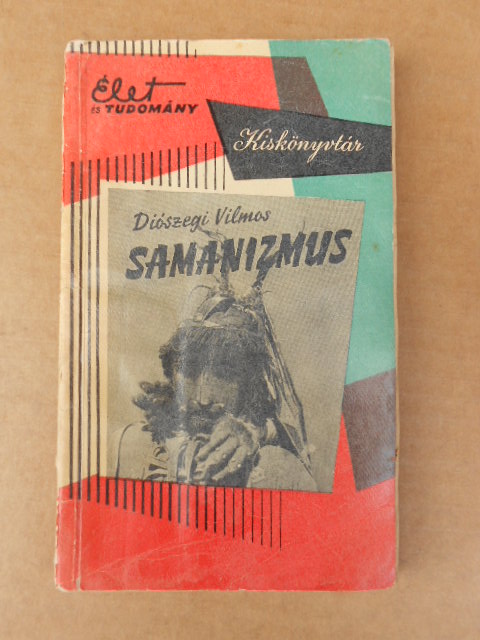 Élet
ÉS TUDOMÁNY
Kiskönyvtár
Diószegi Vilmos
SAMANIZMUS